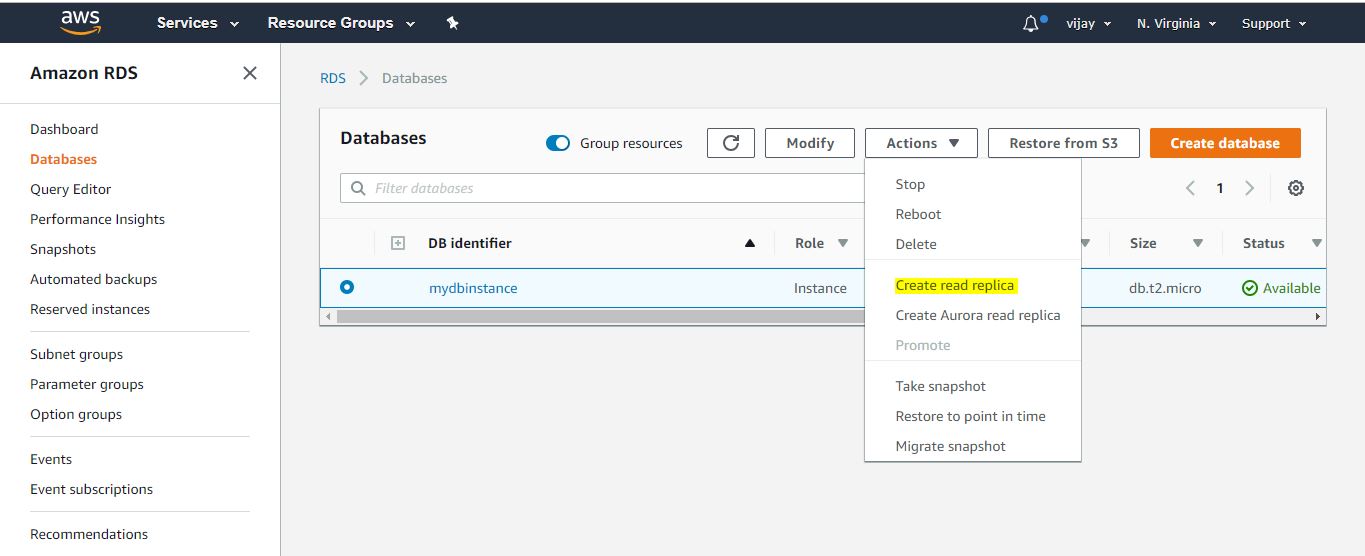 aws Services Resource Groups vijay N. Virginia Support
Amazon RDS
Dashboard
Databases
Query Editor
Performance Insights
Snapshots
Automated backups
Reserved instances
Subnet groups
Parameter groups
Option groups
Events
Event subscriptions
Recommendations
RDS Databases
Databases Group resources Modify Actions Restore from S3 Create database
Filter databases 1
DB identifier Role Size Status
mydbinstance Instance db.t2.micro Available
Stop
Reboot
Delete
Create read replica
Create Aurora read replica
Promote
Take snapshot
Restore to point in time
Migrate snapshot